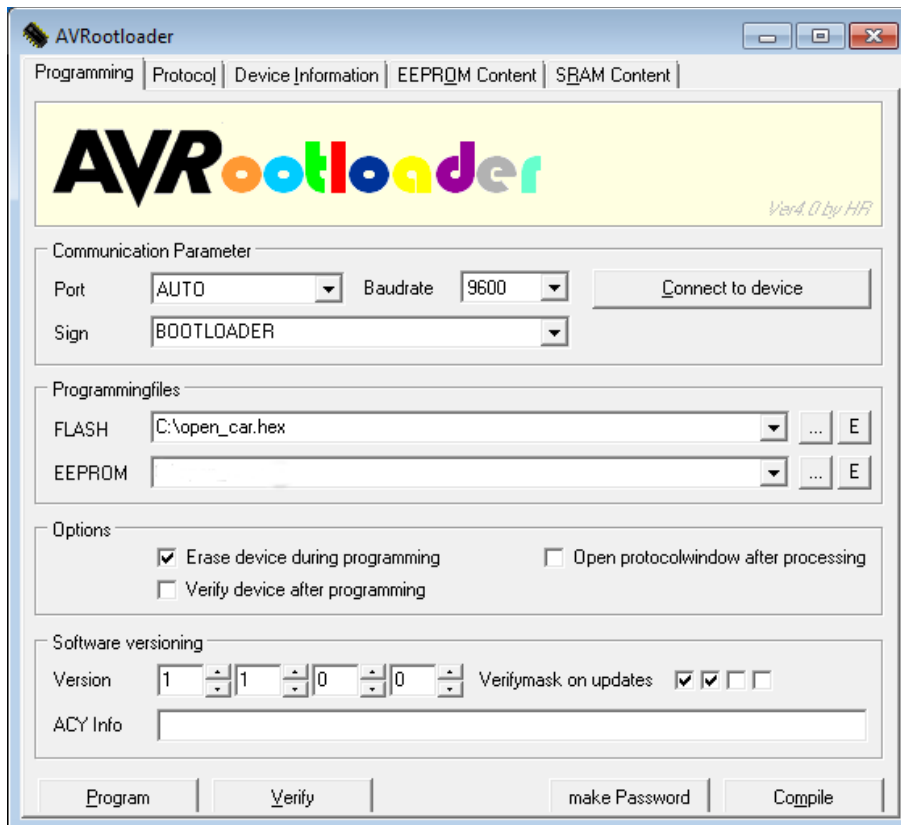 AVRootloader
Programming Protocol Device Information EEPROM Content SRAM Content
AVRootloader
Ver4.0 by HR
Communication Parameter
Port AUTO Baudrate 9600 Connect to device
Sign BOOTLOADER
Programmingfiles
FLASH C:\open_car.hex ... E
EEPROM ... E
Options
Erase device during programming Open protocolwindow after processing
Verify device after programming
Software versioning
Version 1 1 0 0 Verifymask on updates
ACY Info
Program Verify make Password Compile